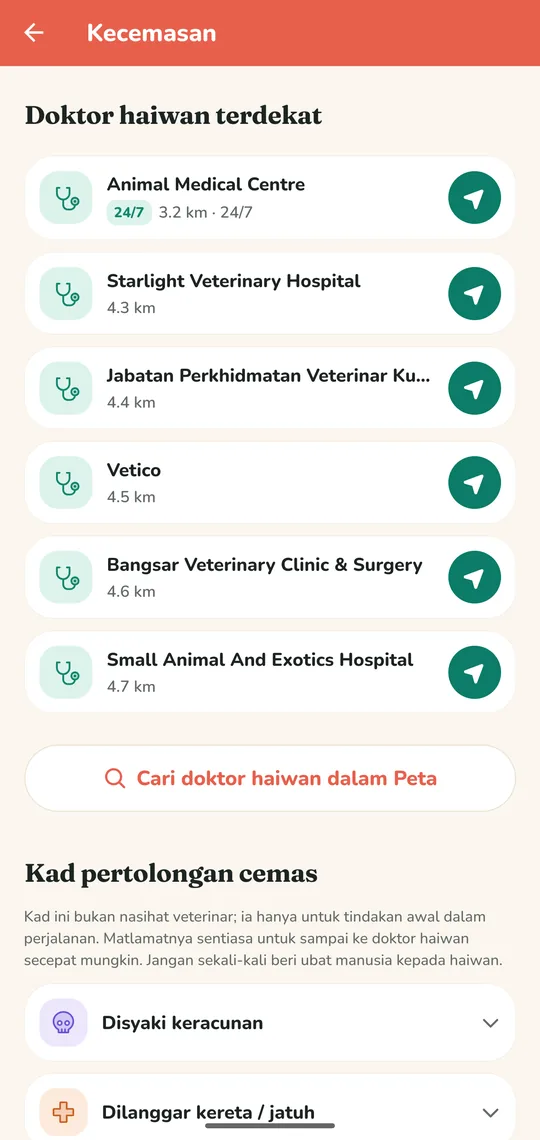 Kecemasan
Doktor haiwan terdekat
Animal Medical Centre
24/7 3.2 km · 24/7
Starlight Veterinary Hospital
4.3 km
Jabatan Perkhidmatan Veterinar Ku...
4.4 km
Vetico
4.5 km
Bangsar Veterinary Clinic & Surgery
4.6 km
Small Animal And Exotics Hospital
4.7 km
Cari doktor haiwan dalam Peta
Kad pertolongan cemas
Kad ini bukan nasihat veterinar; ia hanya untuk tindakan awal dalam
perjalanan. Matlamatnya sentiasa untuk sampai ke doktor haiwan
secepat mungkin. Jangan sekali-kali beri ubat manusia kepada haiwan.
Disyaki keracunan
Dilanggar kereta / jatuh